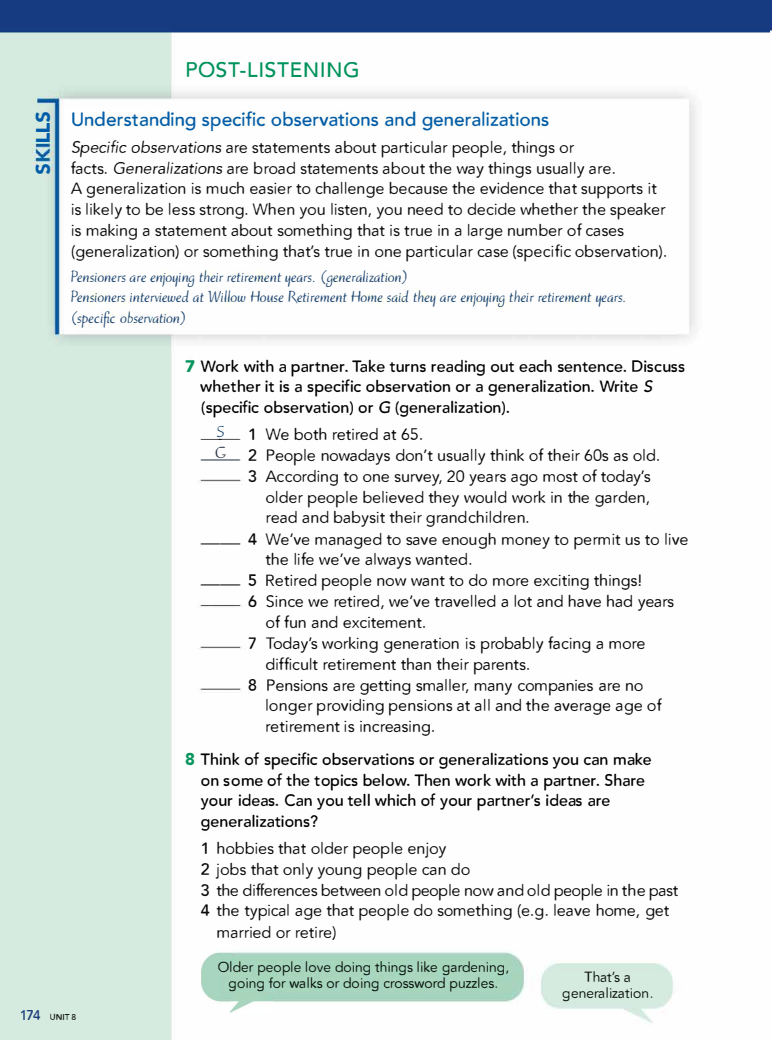 POST-LISTENING
SKILLS
Understanding specific observations and generalizations
Specific observations are statements about particular people, things or
facts. Generalizations are broad statements about the way things usually are.
A generalization is much easier to challenge because the evidence that supports it
is likely to be less strong. When you listen, you need to decide whether the speaker
is making a statement about something that is true in a large number of cases
(generalization) or something that's true in one particular case (specific observation).
Pensioners are enjoying their retirement years. (generalization)
Pensioners interviewed at Willow House Retirement Home said they are enjoying their retirement years.
(specific observation)
7 Work with a partner. Take turns reading out each sentence. Discuss
whether it is a specific observation or a generalization. Write S
(specific observation) or G (generalization).
S 1 We both retired at 65.
G 2 People nowadays don't usually think of their 60s as old.
3 According to one survey, 20 years ago most of today's
older people believed they would work in the garden,
read and babysit their grandchildren.
4 We've managed to save enough money to permit us to live
the life we've always wanted.
5 Retired people now want to do more exciting things!
6 Since we retired, we've travelled a lot and have had years
of fun and excitement.
7 Today's working generation is probably facing a more
difficult retirement than their parents.
8 Pensions are getting smaller, many companies are no
longer providing pensions at all and the average age of
retirement is increasing.
8 Think of specific observations or generalizations you can make
on some of the topics below. Then work with a partner. Share
your ideas. Can you tell which of your partner's ideas are
generalizations?
1 hobbies that older people enjoy
2 jobs that only young people can do
3 the differences between old people now and old people in the past
4 the typical age that people do something (e.g. leave home, get
married or retire)
Older people love doing things like gardening,
going for walks or doing crossword puzzles.
That's a
generalization.
174 UNIT 8